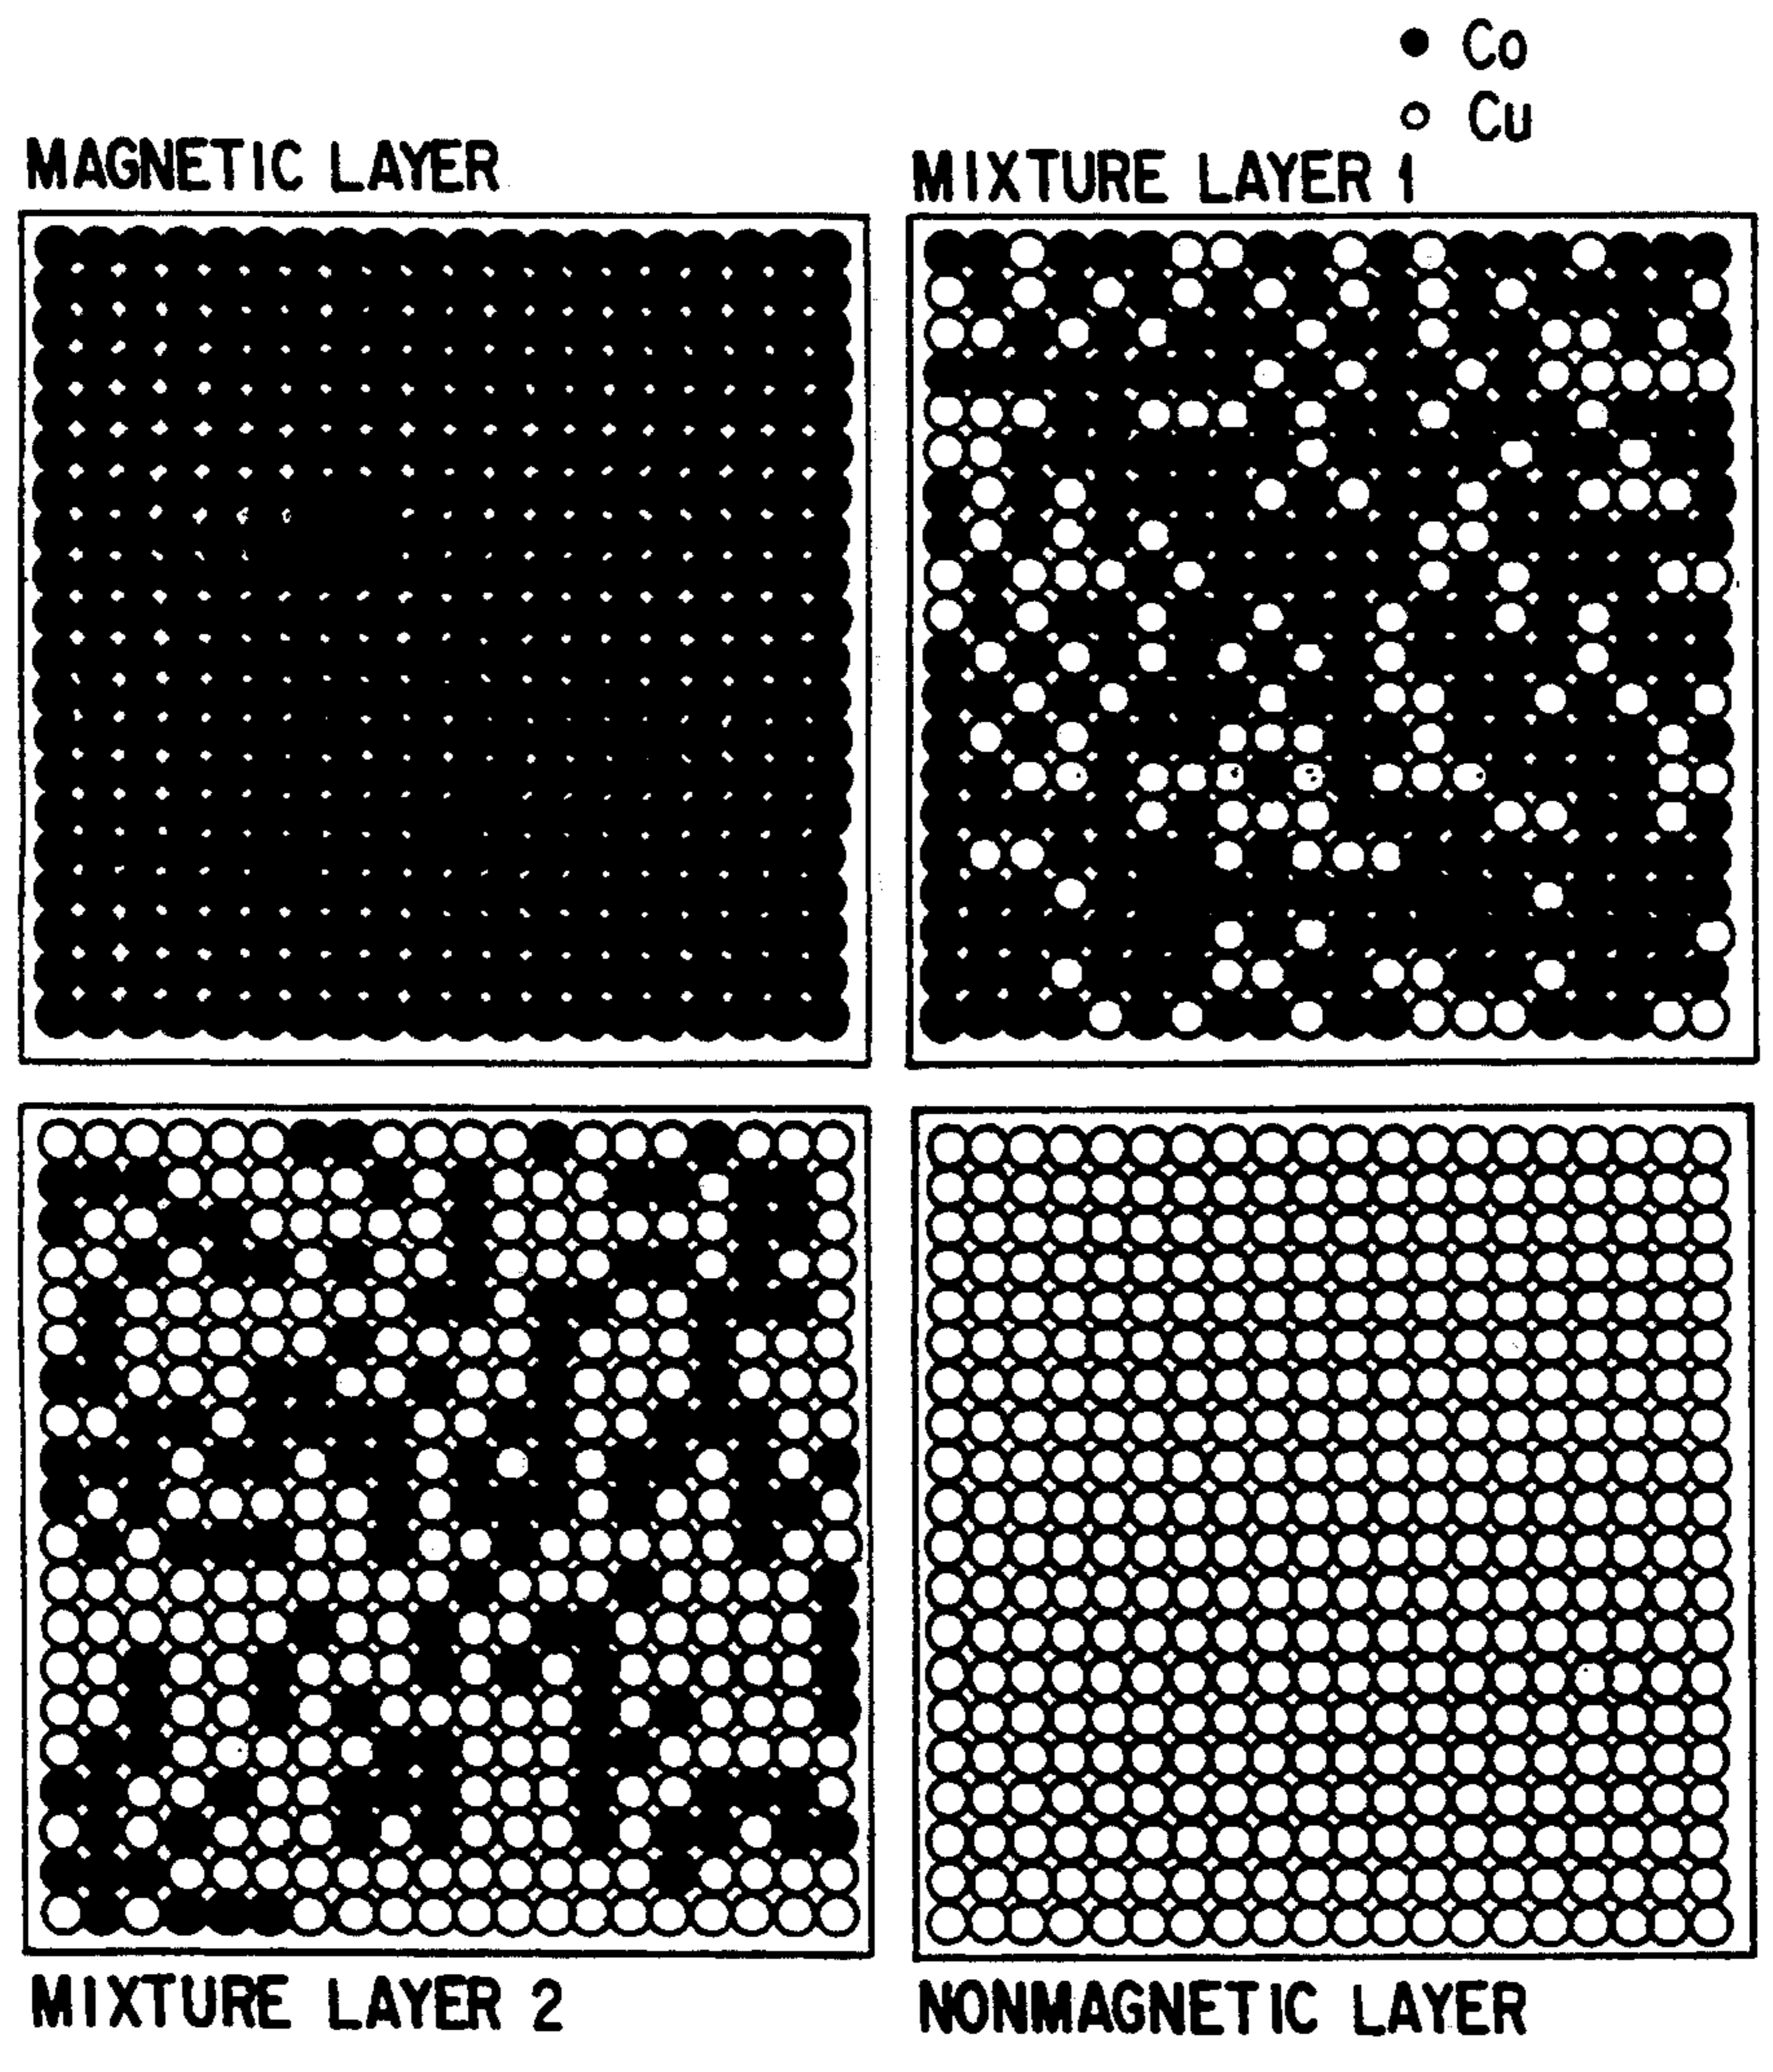 Co
Cu
MAGNETIC LAYER
MIXTURE LAYER 1
MIXTURE LAYER 2
NONMAGNETIC LAYER